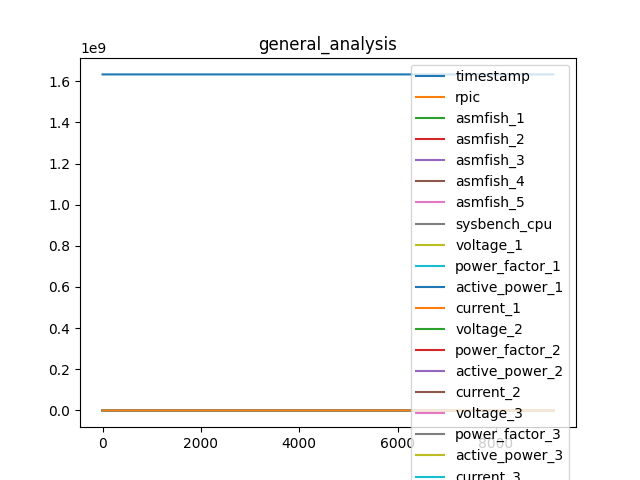 general_analysis
1e9
1.6
1.4
1.2
1.0
0.8
0.6
0.4
0.2
0.0
0
2000
4000
6000
8000
timestamp
rpic
asmfish_1
asmfish_2
asmfish_3
asmfish_4
asmfish_5
sysbench_cpu
voltage_1
power_factor_1
active_power_1
current_1
voltage_2
power_factor_2
active_power_2
current_2
voltage_3
power_factor_3
active_power_3
current_3